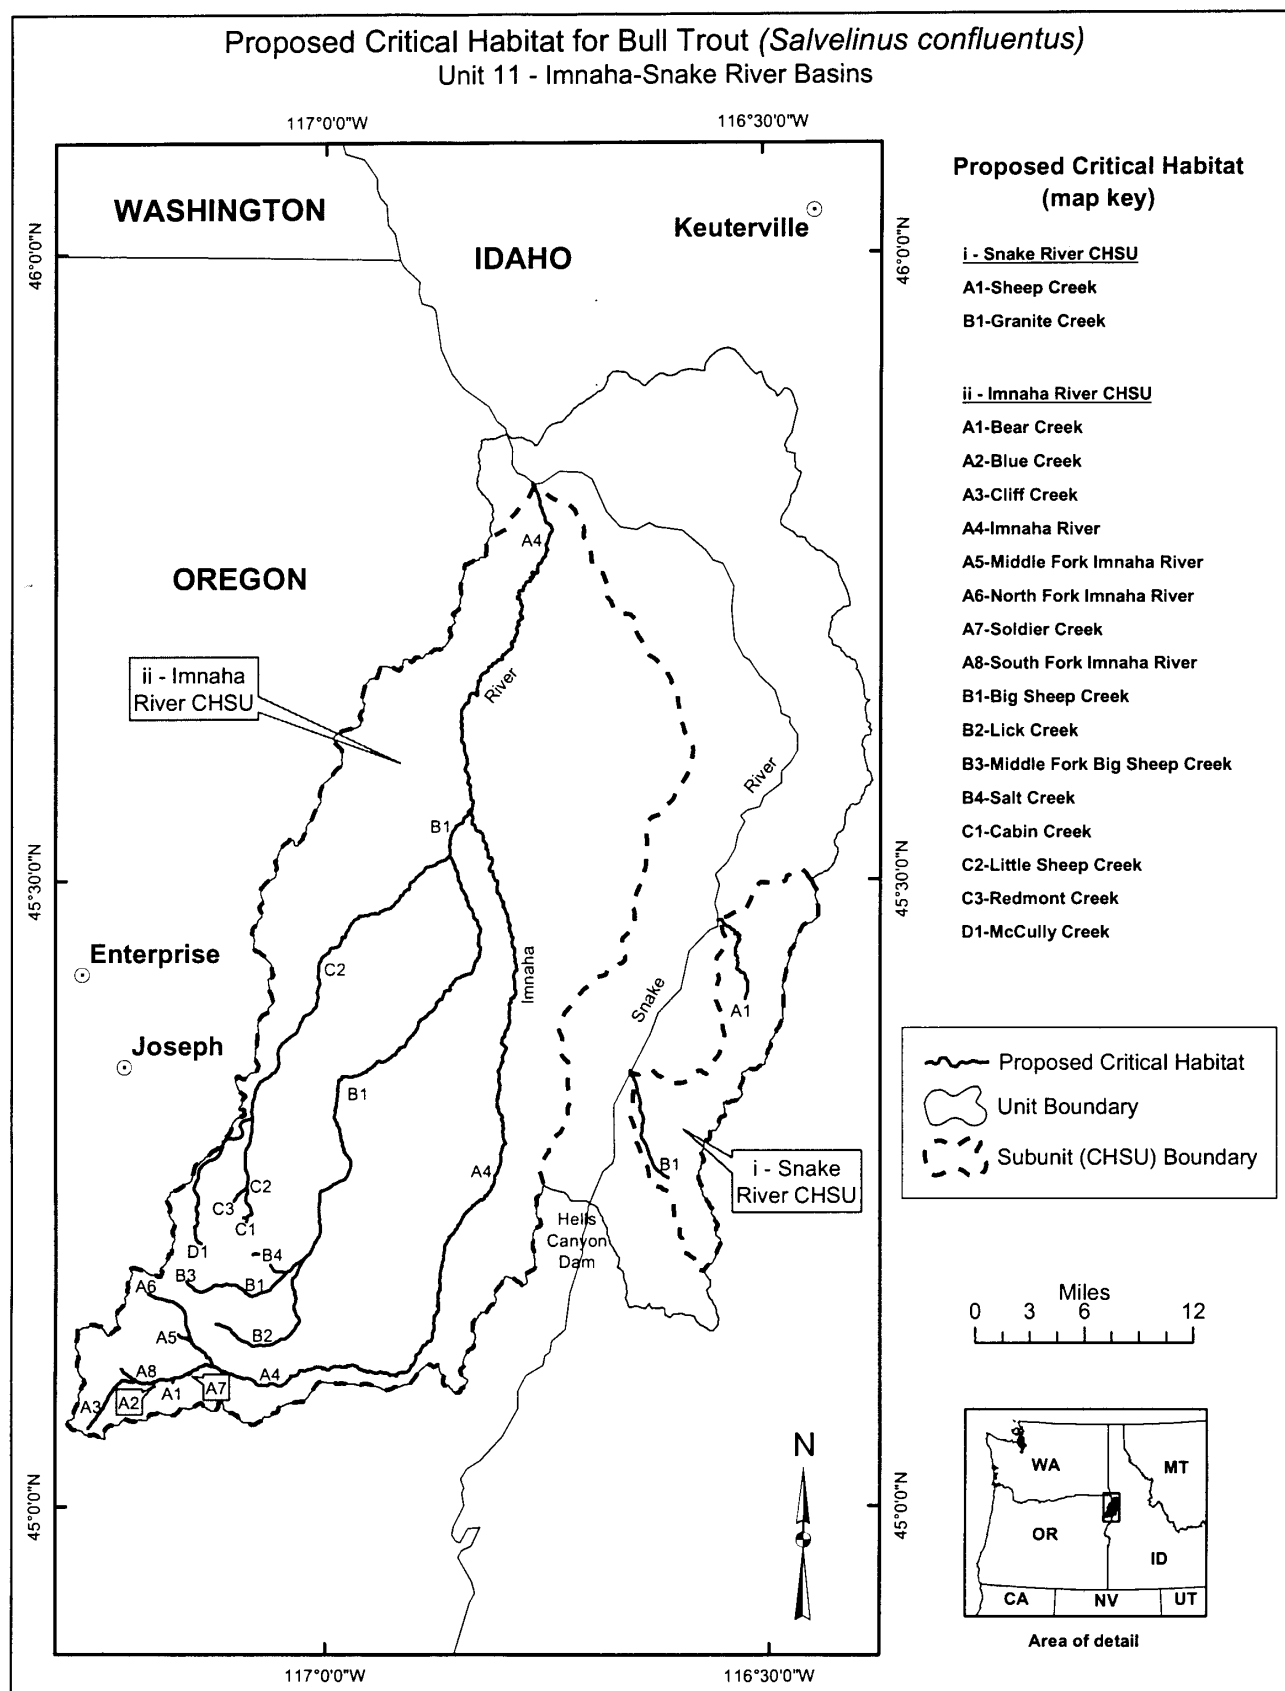 Proposed Critical Habitat for Bull Trout (Salvelinus confluentus)
Unit 11 - Imnaha-Snake River Basins
117°0'0"W
116°30'0"W
WASHINGTON
Keuterville
IDAHO
46°0'0"N
46°0'0"N
OREGON
A4
ii - Imnaha
River CHSU
River
River
B1
45°30'0"N
45°30'0"N
Enterprise
C2
Imnaha
Snake
A1
Joseph
B1
A4
B1
i - Snake
River CHSU
C2
C3
C1
Hells
Canyon
Dam
D1
B4
B3
B1
A6
A5
B2
A8
A4
A7
A1
A2
A3
N
45°0'0"N
45°0'0"N
117°0'0"W
116°30'0"W
Proposed Critical Habitat
(map key)
i - Snake River CHSU
A1-Sheep Creek
B1-Granite Creek
ii - Imnaha River CHSU
A1-Bear Creek
A2-Blue Creek
A3-Cliff Creek
A4-Imnaha River
A5-Middle Fork Imnaha River
A6-North Fork Imnaha River
A7-Soldier Creek
A8-South Fork Imnaha River
B1-Big Sheep Creek
B2-Lick Creek
B3-Middle Fork Big Sheep Creek
B4-Salt Creek
C1-Cabin Creek
C2-Little Sheep Creek
C3-Redmont Creek
D1-McCully Creek
Proposed Critical Habitat
Unit Boundary
Subunit (CHSU) Boundary
Miles
0 3 6 12
WA
MT
OR
ID
CA
NV
UT
Area of detail